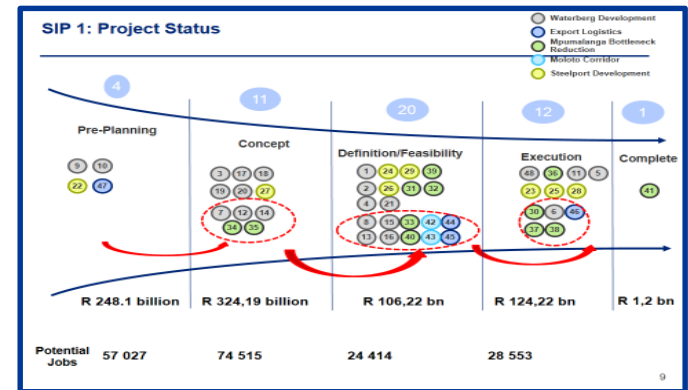 SIP 1: Project Status
Waterberg Development
Export Logistics
Mpumalanga Bottleneck
Reduction
Moloto Corridor
Steelport Development
4
11
20
12
1
Pre-Planning
Concept
Definition/Feasibility
Execution
Complete
9 10
22 47
3 17 18
19 20 27
7 12 14
34 35
1 24 29 39
2 26 31 32
4 21
8 15 33 42 44
13 16 40 43 45
48 36 11 5
23 25 28
30 6 46
37 38
41
R 248.1 billion
R 324,19 billion
R 106,22 bn
R 124,22 bn
R 1,2 bn
Potential
Jobs
57 027
74 515
24 414
28 553
9